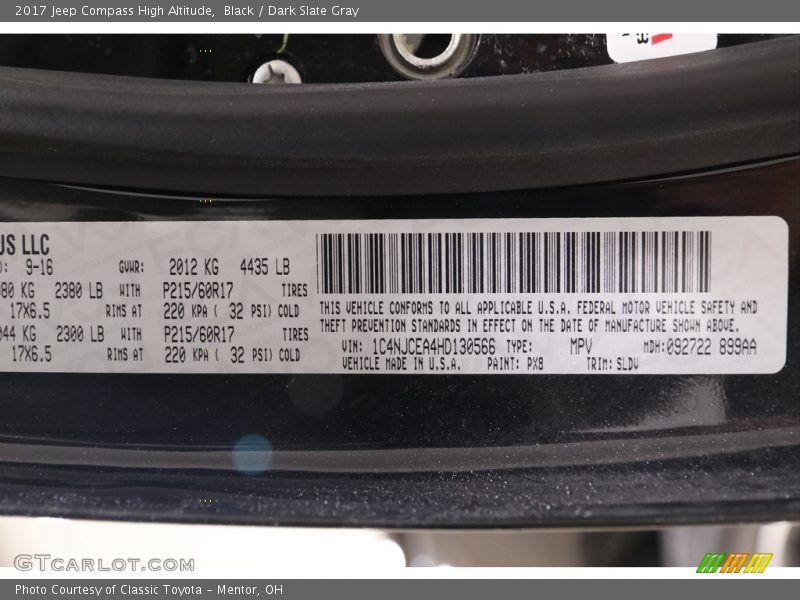 2017 Jeep Compass High Altitude, Black / Dark Slate Gray
US LLC
9-16 GVWR: 2012 KG 4435 LB
KG 2380 LB WITH P215/60R17 TIRES
17X6.5 RIMS AT 220 KPA ( 32 PSI) COLD
KG 2300 LB WITH P215/60R17 TIRES
17X6.5 RIMS AT 220 KPA ( 32 PSI) COLD
THIS VEHICLE CONFORMS TO ALL APPLICABLE U.S.A. FEDERAL MOTOR VEHICLE SAFETY AND
THEFT PREVENTION STANDARDS IN EFFECT ON THE DATE OF MANUFACTURE SHOWN ABOVE.
VIN: 1C4NJCEA4HD130566 TYPE: MPV MDH:092722 899AA
VEHICLE MADE IN U.S.A. PAINT: PX8 TRIM: SLDV
GTcarlot.com
Photo Courtesy of Classic Toyota - Mentor, OH